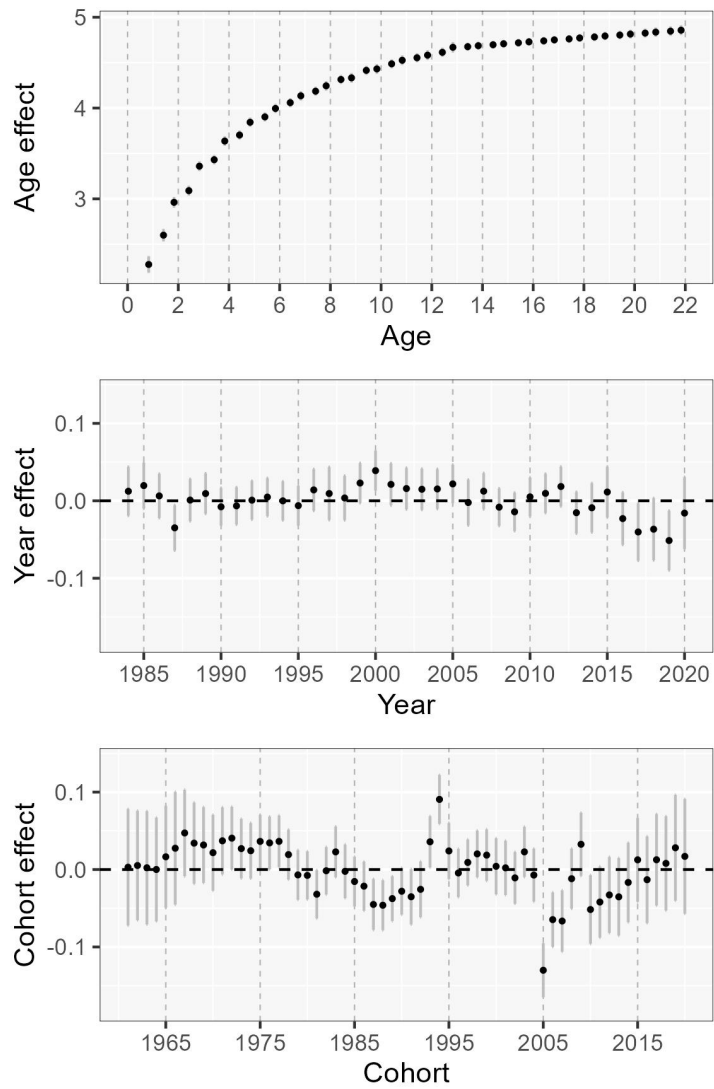 5
4
3
Age effect
0 2 4 6 8 10 12 14 16 18 20 22
Age
0.1
0.0
-0.1
Year effect
1985 1990 1995 2000 2005 2010 2015 2020
Year
0.1
0.0
-0.1
Cohort effect
1965 1975 1985 1995 2005 2015
Cohort